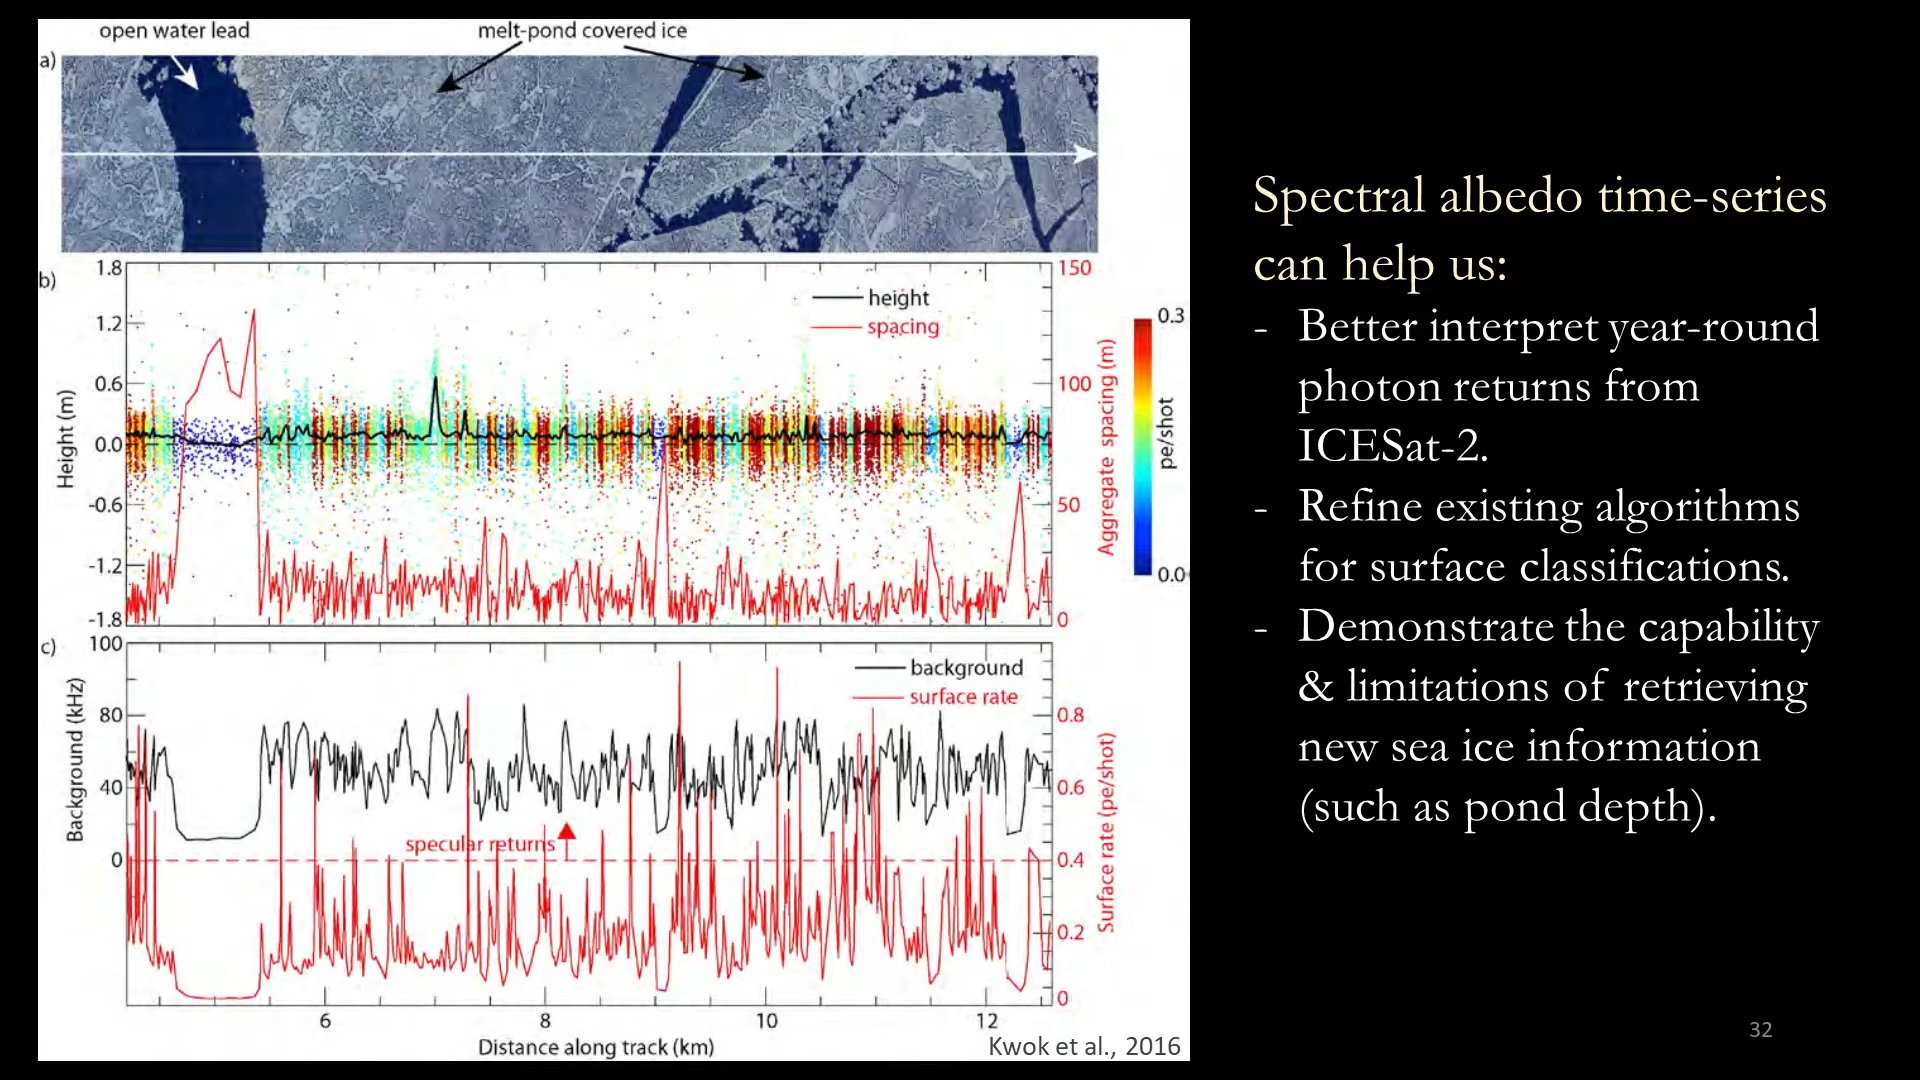 open water lead
melt-pond covered ice
a)
b)
1.8
1.2
0.6
0.0
-0.6
-1.2
-1.8
Height (m)
height
spacing
150
100
50
0
Aggregate spacing (m)
0.3
pe/shot
0.0
c)
100
80
40
0
Background (kHz)
background
surface rate
specular returns
0.8
0.6
0.4
0.2
0
Surface rate (pe/shot)
6
8
10
12
Distance along track (km)
Kwok et al., 2016
Spectral albedo time-series
can help us:
- Better interpret year-round
photon returns from
ICESat-2.
- Refine existing algorithms
for surface classifications.
- Demonstrate the capability
& limitations of retrieving
new sea ice information
(such as pond depth).
32